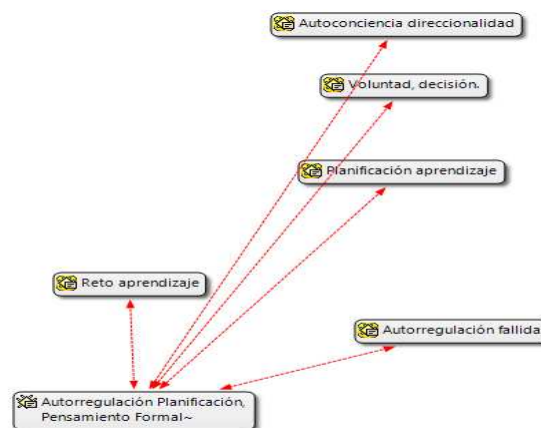 Autoconciencia direccionalidad
Voluntad, decisión.
Planificación aprendizaje
Reto aprendizaje
Autorregulación fallida
Autorregulación Planificación,
Pensamiento Formal~